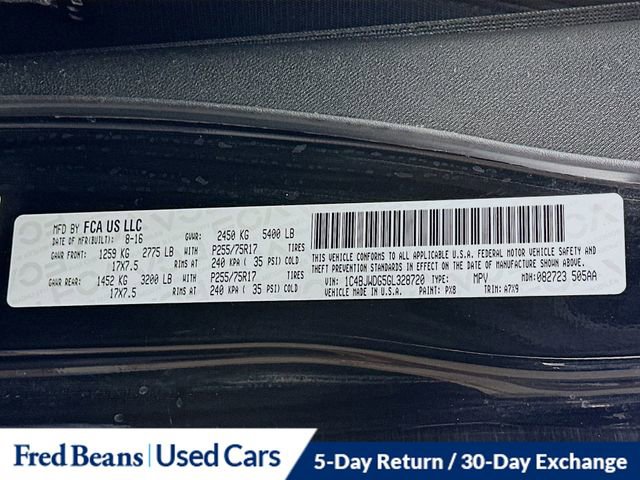 MFD BY FCA US LLC
DATE OF MFR(BUILT): 8-16 GVWR: 2450 KG 5400 LB
GAWR FRONT: 1259 KG 2775 LB WITH P255/75R17 TIRES
17X7.5 RIMS AT 240 KPA( 35 PSI) COLD
GAWR REAR: 1452 KG 3200 LB WITH P255/75R17 TIRES
17X7.5 RIMS AT 240 KPA( 35 PSI) COLD
THIS VEHICLE CONFORMS TO ALL APPLICABLE U.S.A. FEDERAL MOTOR VEHICLE SAFETY AND
THEFT PREVENTION STANDARDS IN EFFECT ON THE DATE OF MANUFACTURE SHOWN ABOVE.
VIN: 1C4BJWDG5GL328720 TYPE: MPV MDH: 082723 505AA
VEHICLE MADE IN U.S.A. PAINT: PX8 TRIM: A7X9
Fred Beans | Used Cars
5-Day Return / 30-Day Exchange